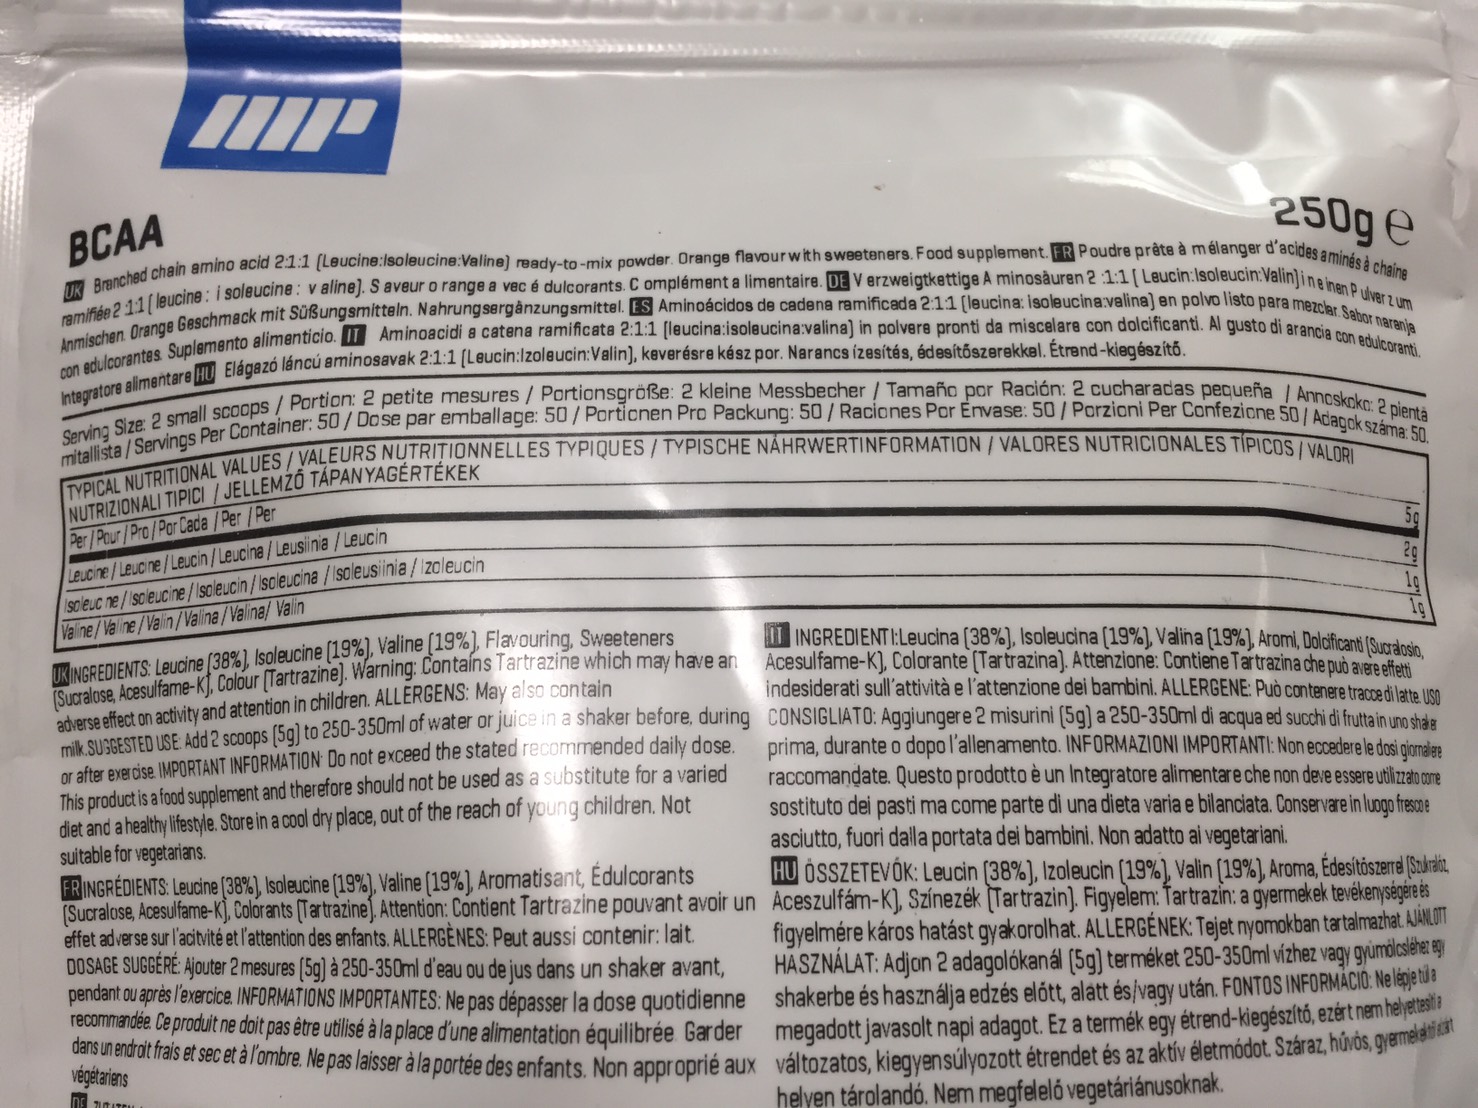 MP
BCAA
250g e
UK Branched chain amino acid 2:1:1 (Leucine:Isoleucine:Valine) ready-to-mix powder. Orange flavour with sweeteners. Food supplement. FR Poudre prête à mélanger d'acides aminés à chaîne
ramifiée 2 1:1 ( leucine : i soleucine : v aline). S aveur o range a vec é dulcorants. C omplément a limentaire. DE V erzweigtkettige A minosäuren 2 :1:1 ( Leucin:Isoleucin:Valin) i n e inen P ulver z um
Anmischen. Orange Geschmack mit Süßungsmitteln. Nahrungsergänzungsmittel. ES Aminoácidos de cadena ramificada 2:1:1 (leucina: isoleucina:valina) en polvo listo para mezclar. Sabor naranja
con edulcorantes. Suplemento alimenticio. IT Aminoacidi a catena ramificata 2:1:1 (leucina:isoleucina:valina) in polvere pronti da miscelare con dolcificanti. Al gusto di arancia con edulcoranti.
Integratore alimentare HU Elágazó láncú aminosavak 2:1:1 (Leucin:Izoleucin:Valin), keverésre kész por. Narancs ízesítés, édesítőszerekkel. Étrend-kiegészítő.
Serving Size: 2 small scoops / Portion: 2 petite mesures / Portionsgröße: 2 kleine Messbecher / Tamaño por Ración: 2 cucharadas pequeña / Annoskoko: 2 pientä
mitallista / Servings Per Container: 50 / Dose par emballage: 50 / Portionen Pro Packung: 50 / Raciones Por Envase: 50 / Porzioni Per Confezione 50 / Adagok száma: 50.
TYPICAL NUTRITIONAL VALUES / VALEURS NUTRITIONNELLES TYPIQUES / TYPISCHE NÄHRWERTINFORMATION / VALORES NUTRICIONALES TÍPICOS / VALORI
NUTRIZIONALI TIPICI / JELLEMZŐ TÁPANYAGÉRTÉKEK
Per / Pour / Pro / Por Cada / Per / Per 5g
Leucine / Leucine / Leucin / Leucina / Leusiinia / Leucin 2g
Isoleuc ne / Isoleucine / Isoleucin / Isoleucina / Isoleusiinia / Izoleucin 1g
Valine / Valine / Valin / Valina / Valina/ Valin 1g
UK INGREDIENTS: Leucine (38%), Isoleucine (19%), Valine (19%), Flavouring, Sweeteners
(Sucralose, Acesulfame-K), Colour (Tartrazine). Warning: Contains Tartrazine which may have an
adverse effect on activity and attention in children. ALLERGENS: May also contain
milk. SUGGESTED USE: Add 2 scoops (5g) to 250-350ml of water or juice in a shaker before, during
or after exercise. IMPORTANT INFORMATION: Do not exceed the stated recommended daily dose.
This product is a food supplement and therefore should not be used as a substitute for a varied
diet and a healthy lifestyle. Store in a cool dry place, out of the reach of young children. Not
suitable for vegetarians.
FR INGRÉDIENTS: Leucine (38%), Isoleucine (19%), Valine (19%), Aromatisant, Édulcorants
(Sucralose, Acesulfame-K), Colorants (Tartrazine). Attention: Contient Tartrazine pouvant avoir un
effet adverse sur l'acitvité et l'attention des enfants. ALLERGÈNES: Peut aussi contenir: lait.
DOSAGE SUGGÉRÉ: Ajouter 2 mesures (5g) à 250-350ml d'eau ou de jus dans un shaker avant,
pendant ou après l'exercice. INFORMATIONS IMPORTANTES: Ne pas dépasser la dose quotidienne
recommandée. Ce produit ne doit pas être utilisé à la place d'une alimentation équilibrée. Garder
dans un endroit frais et sec et à l'ombre. Ne pas laisser à la portée des enfants. Non approprié aux
végétariens
DE ZUTATEN
IT INGREDIENTI:Leucina (38%), Isoleucina (19%), Valina (19%), Aromi, Dolcificanti (Sucralosio,
Acesulfame-K), Colorante (Tartrazina). Attenzione: Contiene Tartrazina che può avere effetti
indesiderati sull'attività e l'attenzione dei bambini. ALLERGENE: Può contenere tracce di latte. USO
CONSIGLIATO: Aggiungere 2 misurini (5g) a 250-350ml di acqua ed succhi di frutta in uno shaker
prima, durante o dopo l'allenamento. INFORMAZIONI IMPORTANTI: Non eccedere le dosi giornaliere
raccomandate. Questo prodotto è un Integratore alimentare che non deve essere utilizzato come
sostituto dei pasti ma come parte di una dieta varia e bilanciata. Conservare in luogo fresco e
asciutto, fuori dalla portata dei bambini. Non adatto ai vegetariani.
HU ÖSSZETEVŐK: Leucin (38%), Izoleucin (19%), Valin (19%), Aroma, Édesítőszerrel (Szukralóz,
Aceszulfám-K), Színezék (Tartrazin). Figyelem: Tartrazin: a gyermekek tevékenységére és
figyelmére káros hatást gyakorolhat. ALLERGÉNEK: Tejet nyomokban tartalmazhat. AJÁNLOTT
HASZNÁLAT: Adjon 2 adagolókanál (5g) terméket 250-350ml vízhez vagy gyümölcsléhez egy
shakerbe és használja edzés előtt, alatt és/vagy után. FONTOS INFORMÁCIÓ: Ne lépje túl a
megadott javasolt napi adagot. Ez a termék egy étrend-kiegészítő, ezért nem helyettesíti a
változatos, kiegyensúlyozott étrendet és az aktív életmódot. Száraz, hűvös, gyermekektől elzárt
helyen tárolandó. Nem megfelelő vegetáriánusoknak.